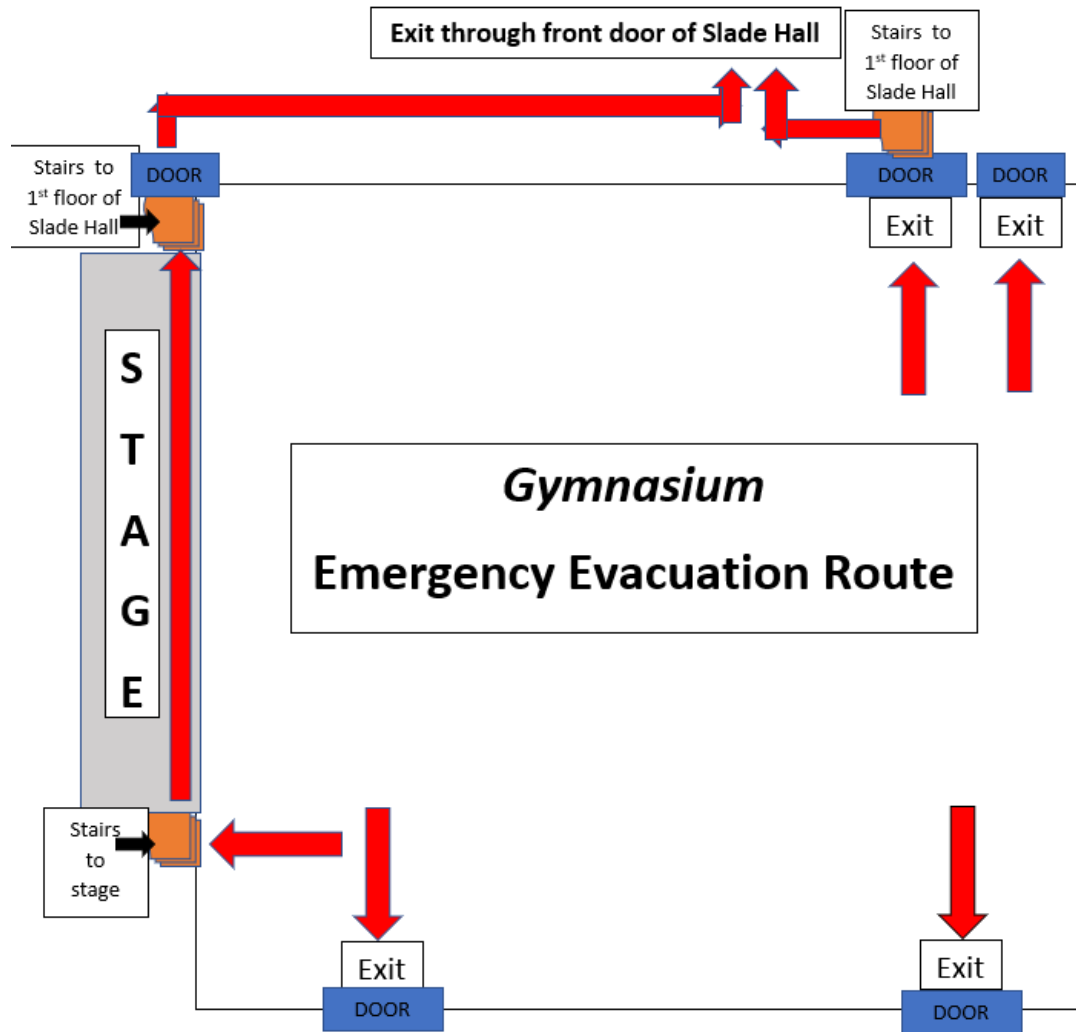 Exit through front door of Slade Hall
Stairs to
1st floor of
Slade Hall
Stairs to
1st floor of
Slade Hall
DOOR
DOOR
DOOR
Exit
Exit
S
T
A
G
E
Gymnasium
Emergency Evacuation Route
Stairs
to
stage
Exit
Exit
DOOR
DOOR